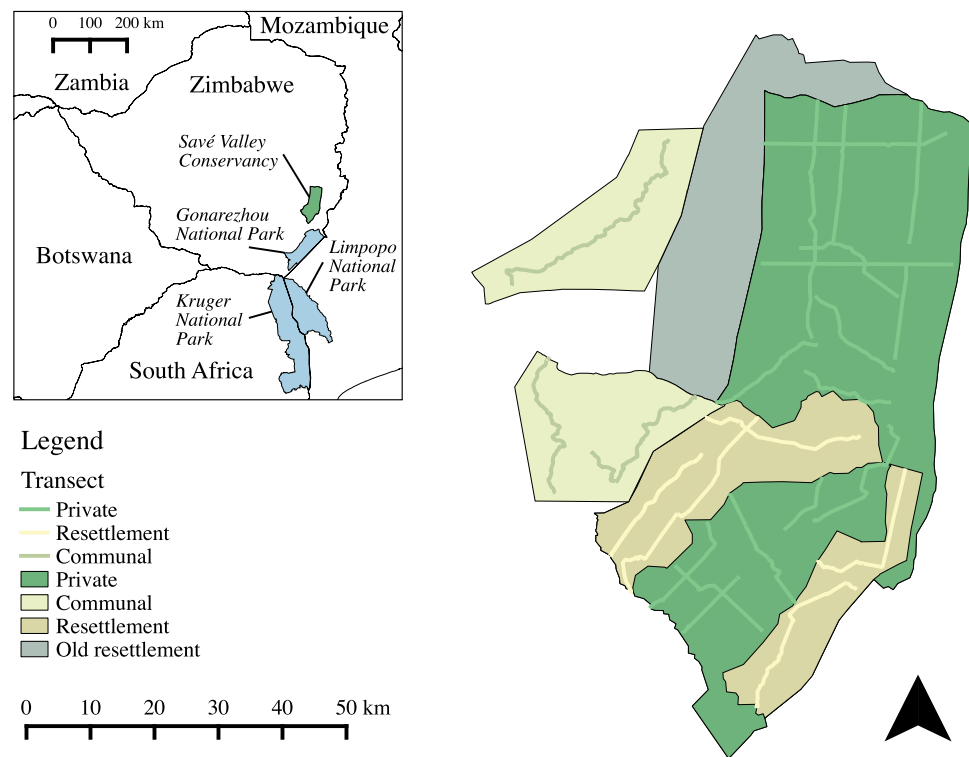 0 100 200 km
Mozambique
Zambia
Zimbabwe
Savé Valley
Conservancy
Gonarezhou
National Park
Limpopo
National
Park
Botswana
Kruger
National
Park
South Africa
Legend
Transect
Private
Resettlement
Communal
Private
Communal
Resettlement
Old resettlement
0 10 20 30 40 50 km